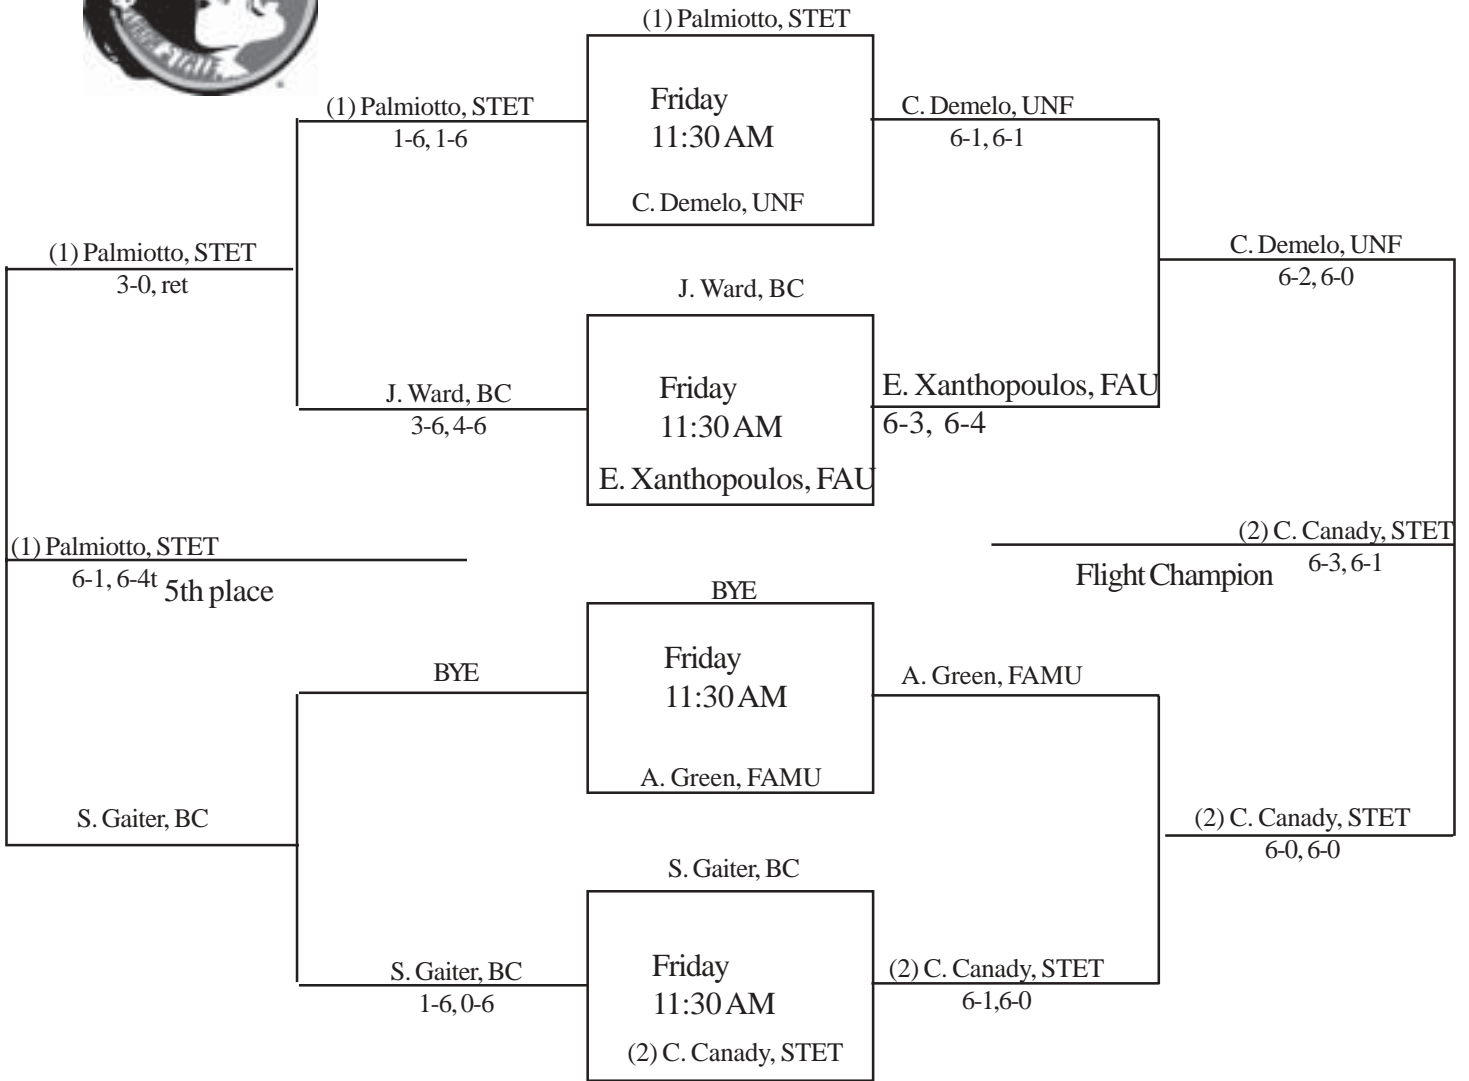 (1) Palmiotto, STET
Friday
11:30 AM
C. Demelo, UNF
(1) Palmiotto, STET
1-6, 1-6
C. Demelo, UNF
6-1, 6-1
(1) Palmiotto, STET
3-0, ret
C. Demelo, UNF
6-2, 6-0
J. Ward, BC
Friday
11:30 AM
E. Xanthopoulos, FAU
J. Ward, BC
3-6, 4-6
E. Xanthopoulos, FAU
6-3, 6-4
(1) Palmiotto, STET
6-1, 6-4t
5th place
(2) C. Canady, STET
6-3, 6-1
Flight Champion
BYE
Friday
11:30 AM
A. Green, FAMU
BYE
A. Green, FAMU
S. Gaiter, BC
(2) C. Canady, STET
6-0, 6-0
S. Gaiter, BC
Friday
11:30 AM
(2) C. Canady, STET
S. Gaiter, BC
1-6, 0-6
(2) C. Canady, STET
6-1,6-0